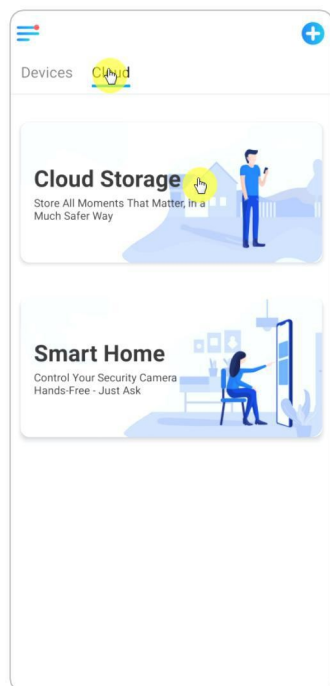 Devices Cloud
Cloud Storage
Store All Moments That Matter, in a
Much Safer Way
Smart Home
Control Your Security Camera
Hands-Free - Just Ask